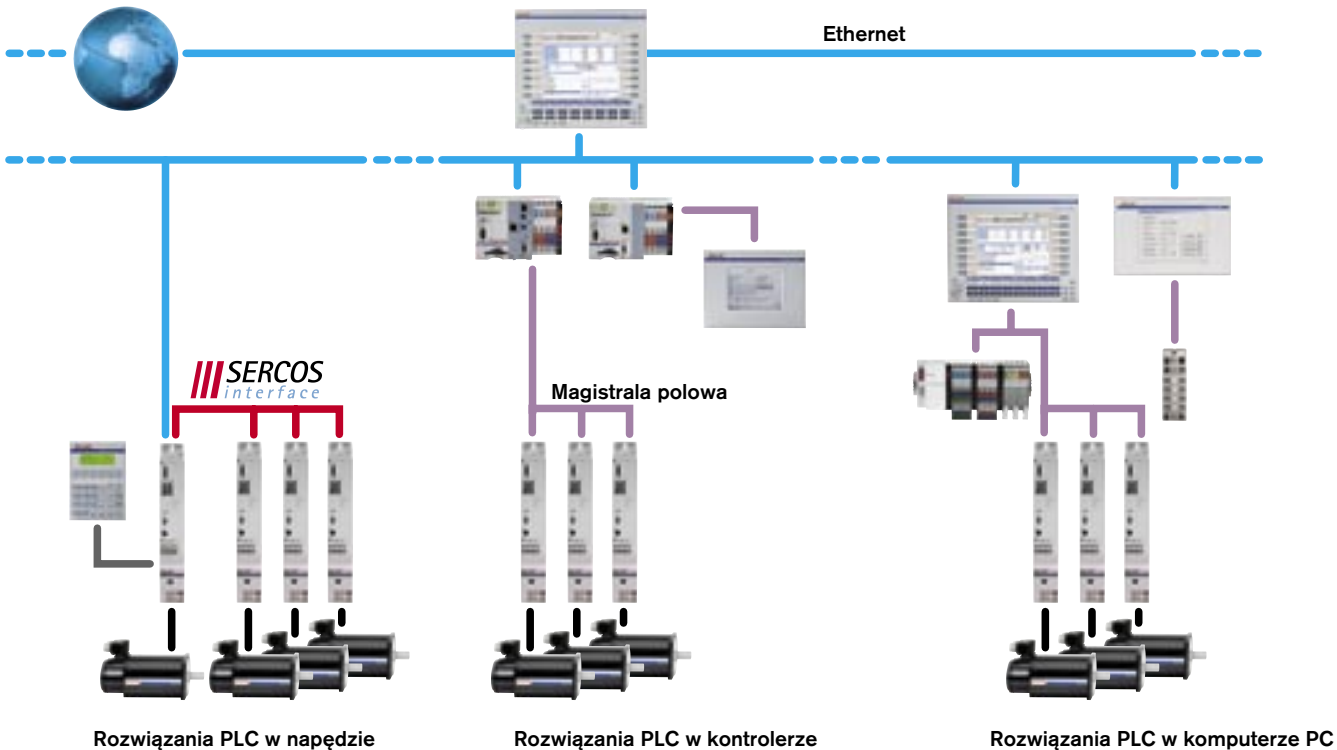 Ethernet
SERCOS
interface
Magistrala polowa
Rozwiązania PLC w napędzie
Rozwiązania PLC w kontrolerze
Rozwiązania PLC w komputerze PC